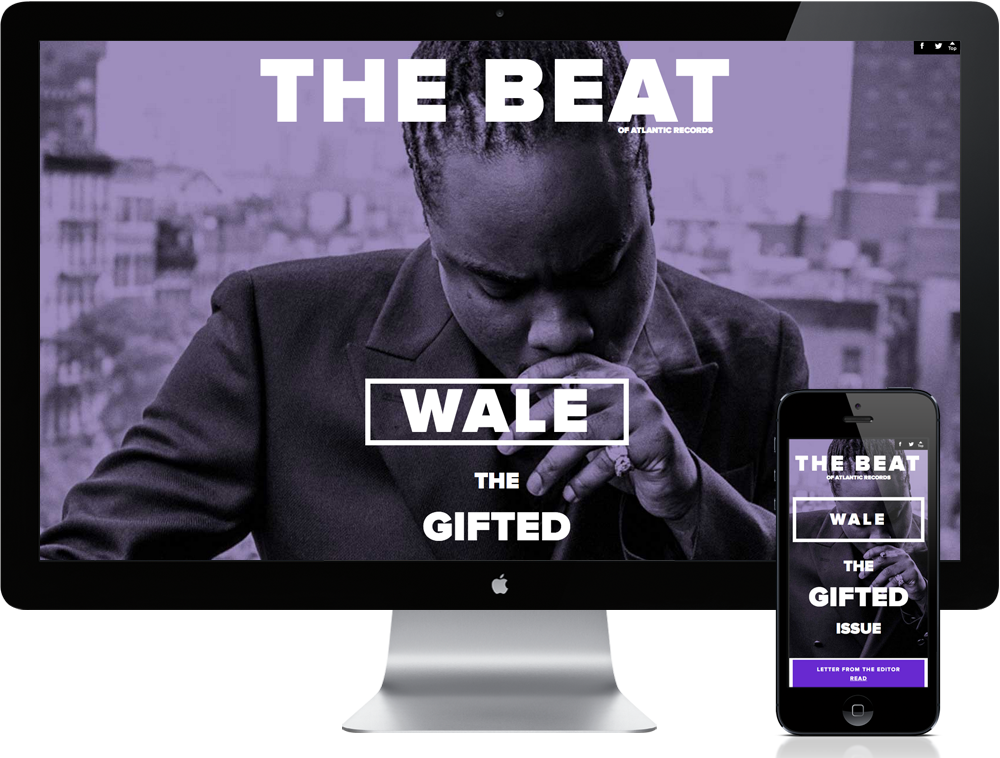 THE BEAT
OF ATLANTIC RECORDS
f
Top
WALE
THE
GIFTED
THE BEAT
OF ATLANTIC RECORDS
WALE
THE
GIFTED
ISSUE
LETTER FROM THE EDITOR
READ